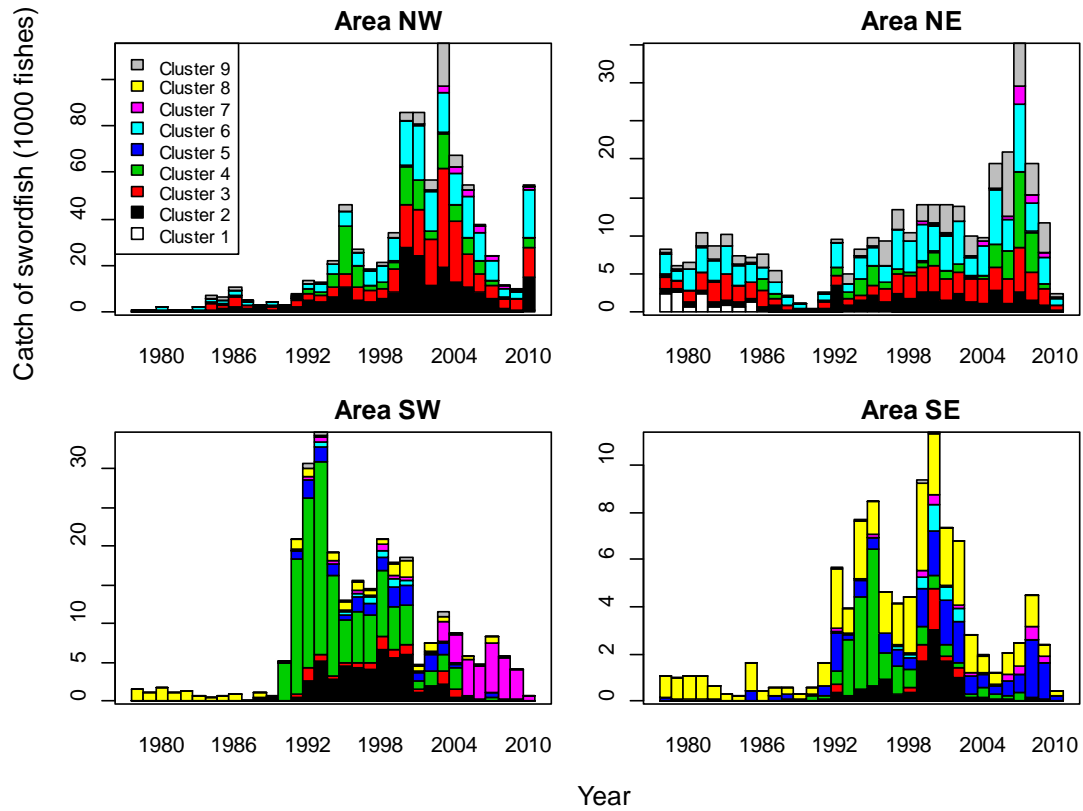 Area NW
Area NE
Cluster 9
Cluster 8
Cluster 7
Cluster 6
Cluster 5
Cluster 4
Cluster 3
Cluster 2
Cluster 1
0 20 40 60 80
0 5 10 20 30
1980 1986 1992 1998 2004 2010
1980 1986 1992 1998 2004 2010
Catch of swordfish (1000 fishes)
Area SW
Area SE
0 5 10 20 30
0 2 4 6 8 10
1980 1986 1992 1998 2004 2010
1980 1986 1992 1998 2004 2010
Year